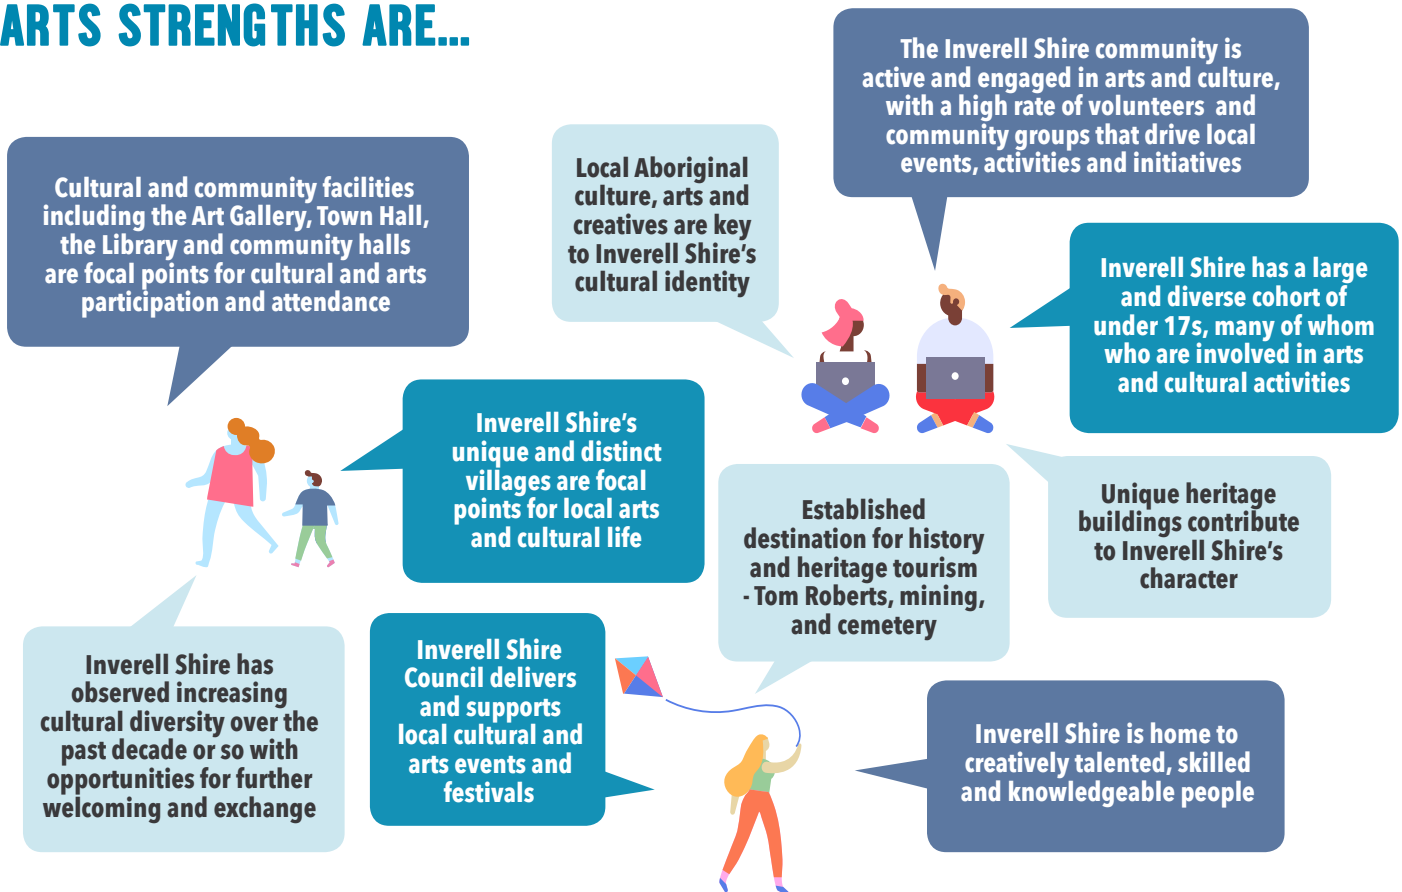 ARTS STRENGTHS ARE...
The Inverell Shire community is
active and engaged in arts and culture,
with a high rate of volunteers and
community groups that drive local
events, activities and initiatives
Cultural and community facilities
including the Art Gallery, Town Hall,
the Library and community halls
are focal points for cultural and arts
participation and attendance
Local Aboriginal
culture, arts and
creatives are key
to Inverell Shire's
cultural identity
Inverell Shire has a large
and diverse cohort of
under 17s, many of whom
who are involved in arts
and cultural activities
Inverell Shire's
unique and distinct
villages are focal
points for local arts
and cultural life
Established
destination for history
and heritage tourism
- Tom Roberts, mining,
and cemetery
Unique heritage
buildings contribute
to Inverell Shire's
character
Inverell Shire has
observed increasing
cultural diversity over the
past decade or so with
opportunities for further
welcoming and exchange
Inverell Shire
Council delivers
and supports
local cultural and
arts events and
festivals
Inverell Shire is home to
creatively talented, skilled
and knowledgeable people